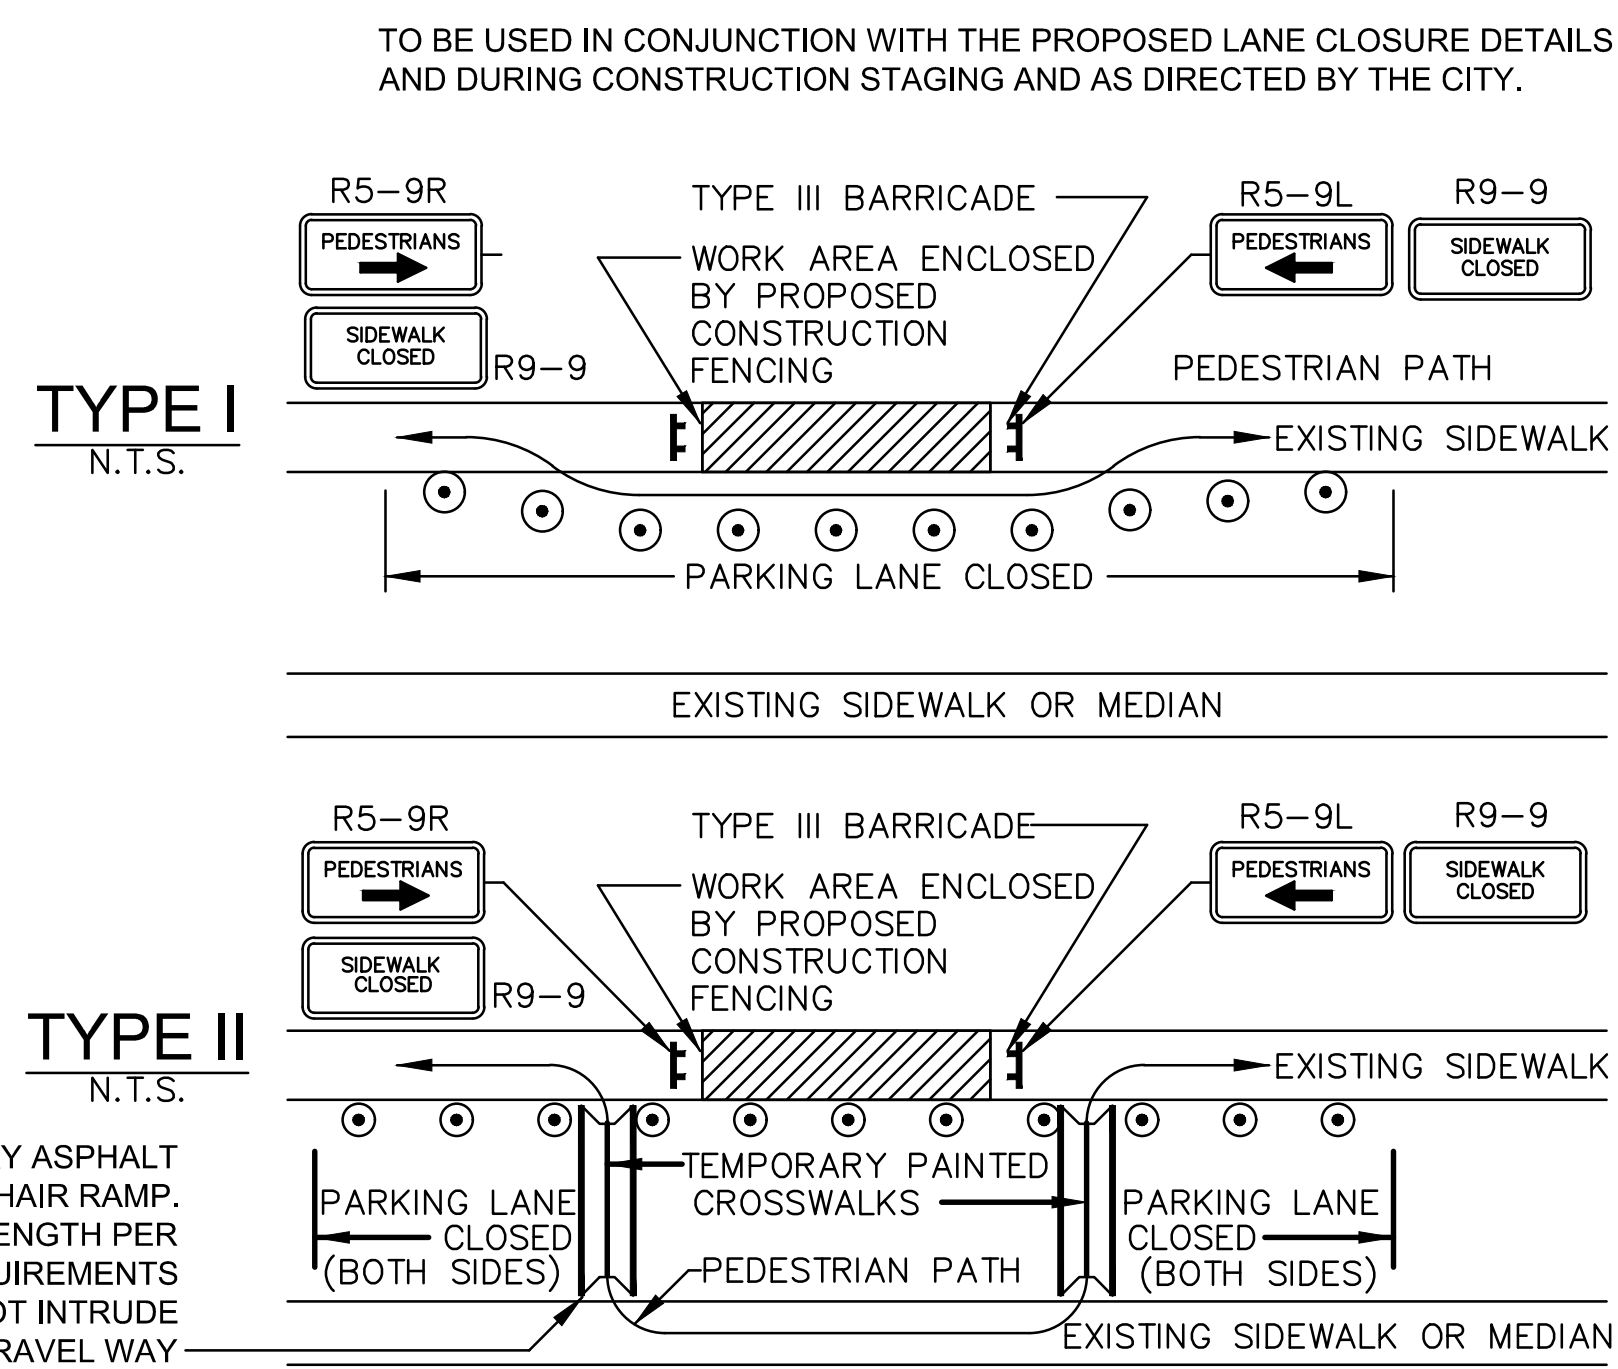 TO BE USED IN CONJUNCTION WITH THE PROPOSED LANE CLOSURE DETAILS
AND DURING CONSTRUCTION STAGING AND AS DIRECTED BY THE CITY.
R5-9R
PEDESTRIANS
SIDEWALK
CLOSED
R9-9
TYPE III BARRICADE
WORK AREA ENCLOSED
BY PROPOSED
CONSTRUCTION
FENCING
R5-9L
PEDESTRIANS
R9-9
SIDEWALK
CLOSED
PEDESTRIAN PATH
TYPE I
N.T.S.
EXISTING SIDEWALK
PARKING LANE CLOSED
EXISTING SIDEWALK OR MEDIAN
R5-9R
PEDESTRIANS
SIDEWALK
CLOSED
R9-9
TYPE III BARRICADE
WORK AREA ENCLOSED
BY PROPOSED
CONSTRUCTION
FENCING
R5-9L
PEDESTRIANS
R9-9
SIDEWALK
CLOSED
TYPE II
N.T.S.
EXISTING SIDEWALK
ASPHALT
RAMP.
PER
INTRUDE
WAY
PARKING LANE
CLOSED
(BOTH SIDES)
TEMPORARY PAINTED
CROSSWALKS
PEDESTRIAN PATH
PARKING LANE
CLOSED
(BOTH SIDES)
EXISTING SIDEWALK OR MEDIAN